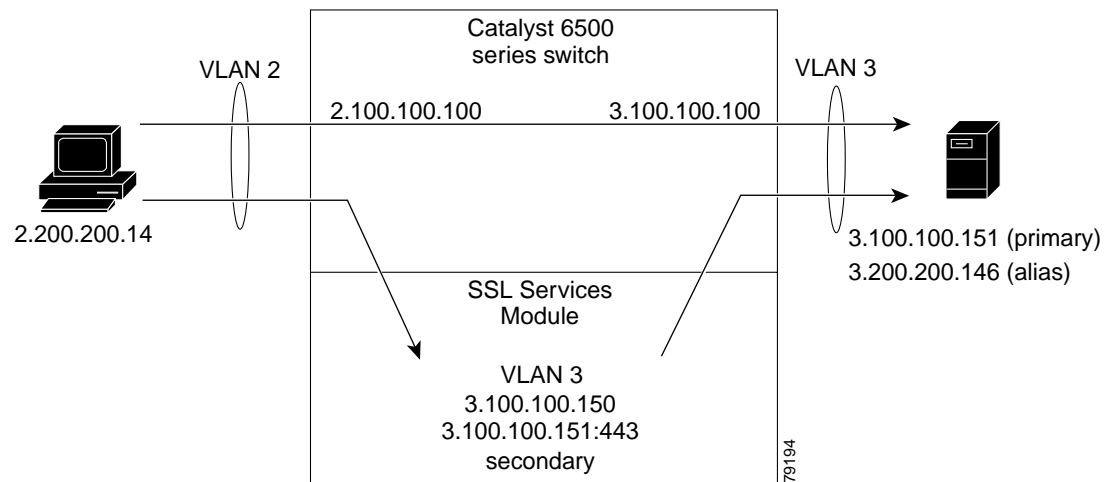 Catalyst 6500
series switch
VLAN 2
VLAN 3
2.100.100.100
3.100.100.100
2.200.200.14
3.100.100.151 (primary)
3.200.200.146 (alias)
SSL Services
Module
VLAN 3
3.100.100.150
3.100.100.151:443
secondary
79194